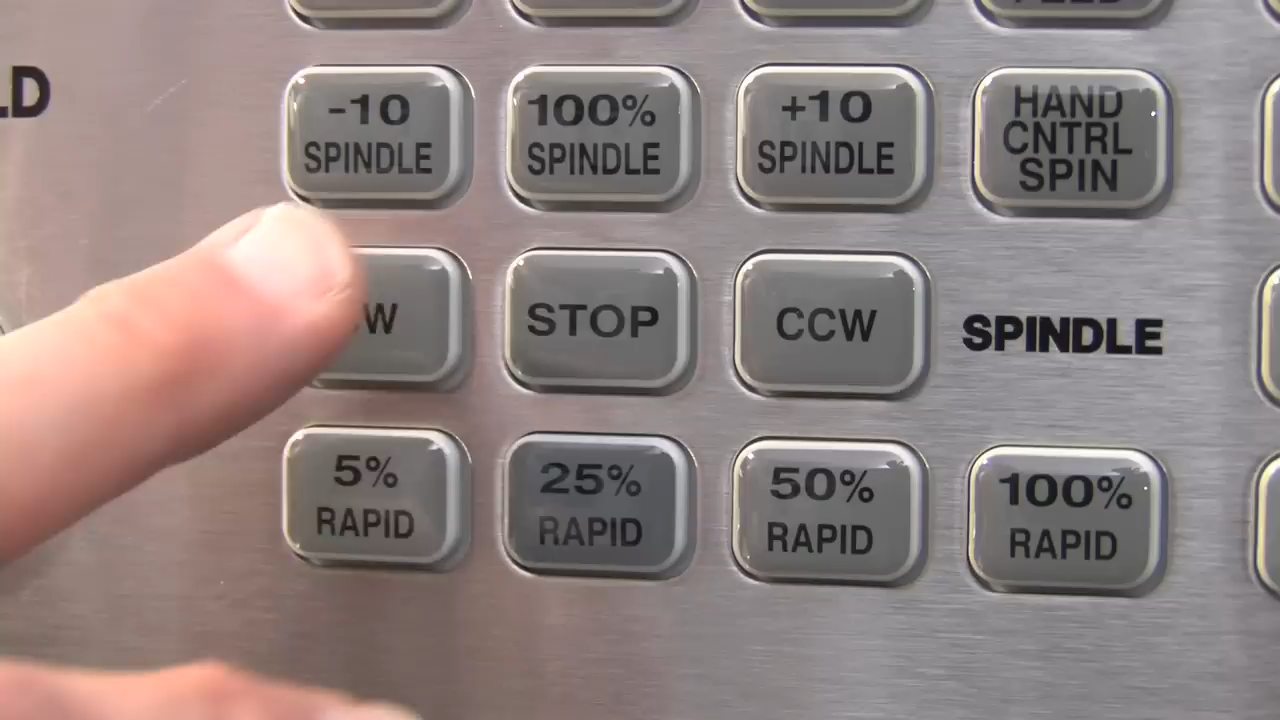 LD
-10
SPINDLE
100%
SPINDLE
+10
SPINDLE
HAND
CNTRL
SPIN
W
STOP
CCW
SPINDLE
5%
RAPID
25%
RAPID
50%
RAPID
100%
RAPID